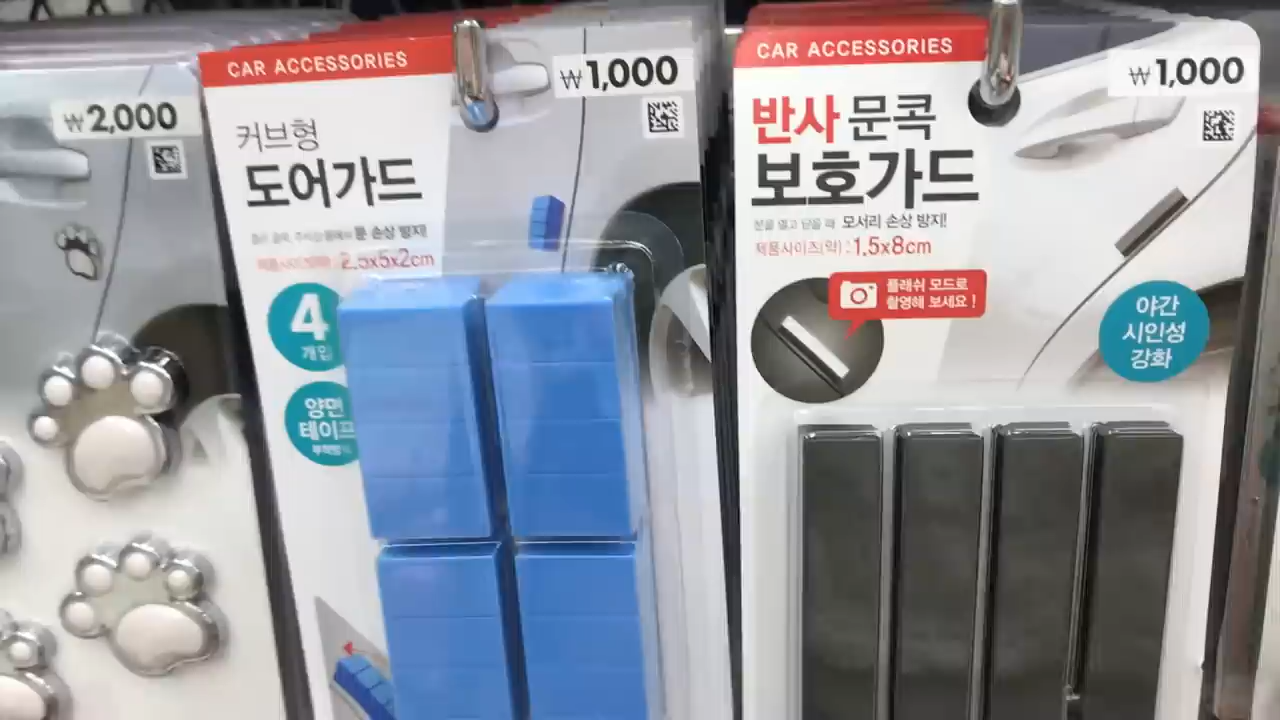 ₩2,000
CAR ACCESSORIES
₩1,000
커브형
도어가드
문 손상 방지!
2.5x5x2cm
4
개입
양면
테이프
CAR ACCESSORIES
₩1,000
반사 문콕
보호가드
문을 열고 닫을 때 모서리 손상 방지!
제품사이즈(약) : 1.5x8cm
플래쉬 모드로
촬영해 보세요!
야간
시인성
강화